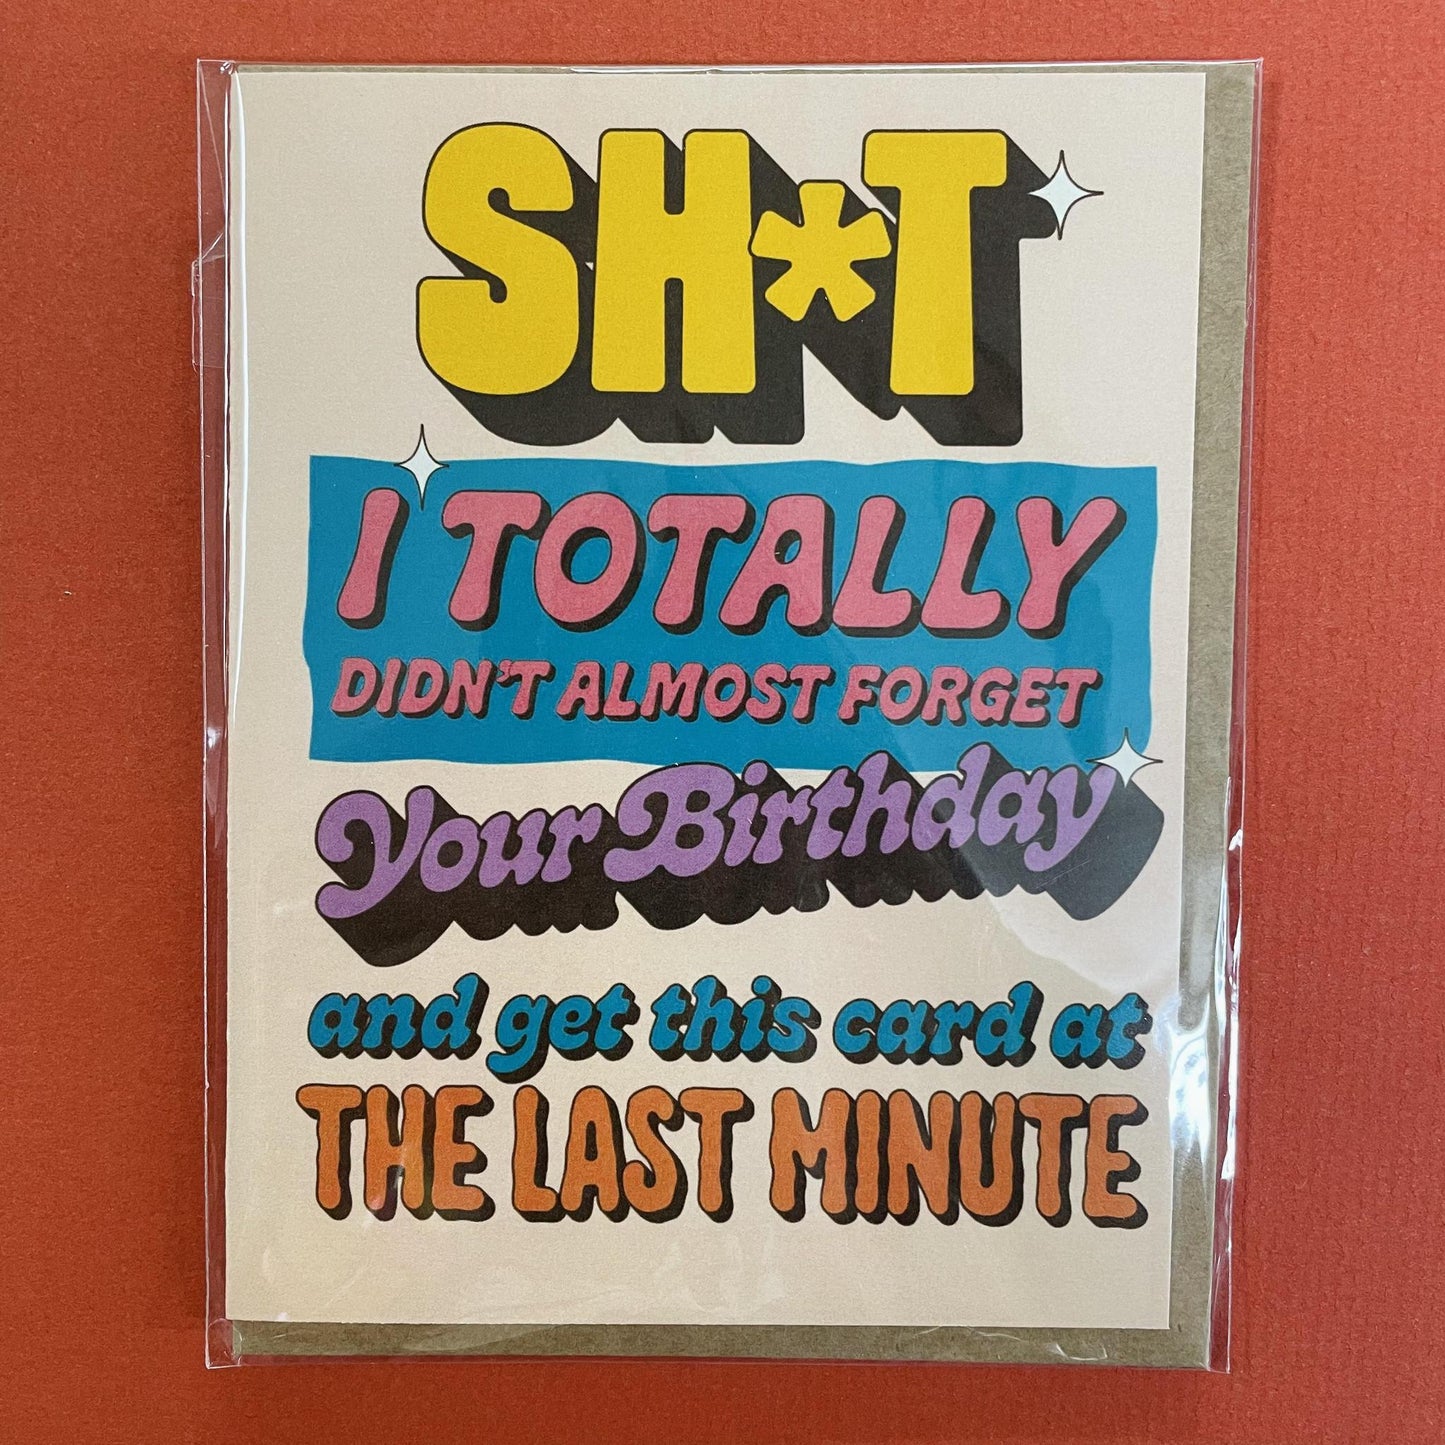 SH*T
I TOTALLY
DIDN'T ALMOST FORGET
Your Birthday
and get this card at
THE LAST MINUTE